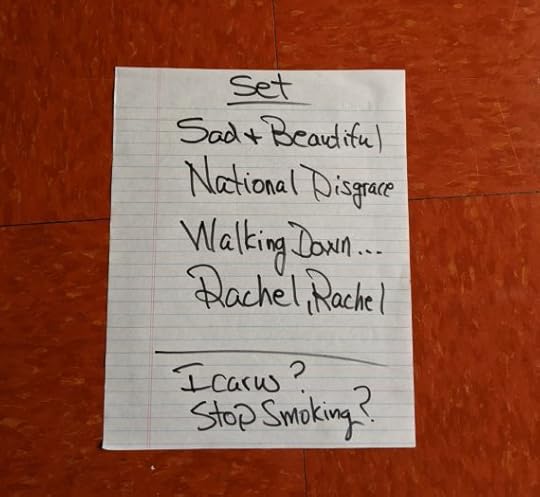 Set
Sad + Beautiful
National Disgrace
Walking Down...
Rachel, Rachel
Icarus?
Stop Smoking?